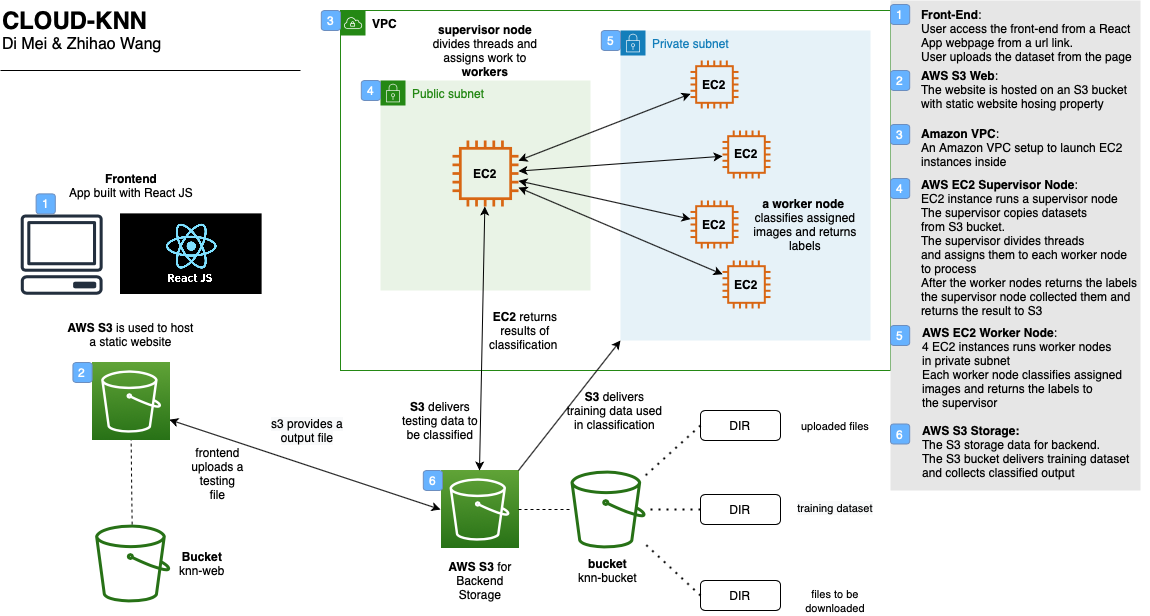 CLOUD-KNN
Di Mei & Zhihao Wang
3
VPC
supervisor node
divides threads and
assigns work to
workers
4
Public subnet
EC2
5
Private subnet
EC2
EC2
EC2
EC2
a worker node
classifies assigned
images and returns
labels
Frontend
App built with React JS
1
React JS
AWS S3 is used to host
a static website
2
s3 provides a
output file
frontend
uploads a
testing
file
Bucket
knn-web
EC2 returns
results of
classification
S3 delivers
testing data to
be classified
S3 delivers
training data used
in classification
6
AWS S3 for
Backend
Storage
bucket
knn-bucket
DIR
uploaded files
DIR
training dataset
DIR
files to be
downloaded
1
Front-End:
User access the front-end from a React
App webpage from a url link.
User uploads the dataset from the page
2
AWS S3 Web:
The website is hosted on an S3 bucket
with static website hosing property
3
Amazon VPC:
An Amazon VPC setup to launch EC2
instances inside
4
AWS EC2 Supervisor Node:
EC2 instance runs a supervisor node
The supervisor copies datasets
from S3 bucket.
The supervisor divides threads
and assigns them to each worker node
to process
After the worker nodes returns the labels
the supervisor node collected them and
returns the result to S3
5
AWS EC2 Worker Node:
4 EC2 instances runs worker nodes
in private subnet
Each worker node classifies assigned
images and returns the labels to
the supervisor
6
AWS S3 Storage:
The S3 storage data for backend.
The S3 bucket delivers training dataset
and collects classified output